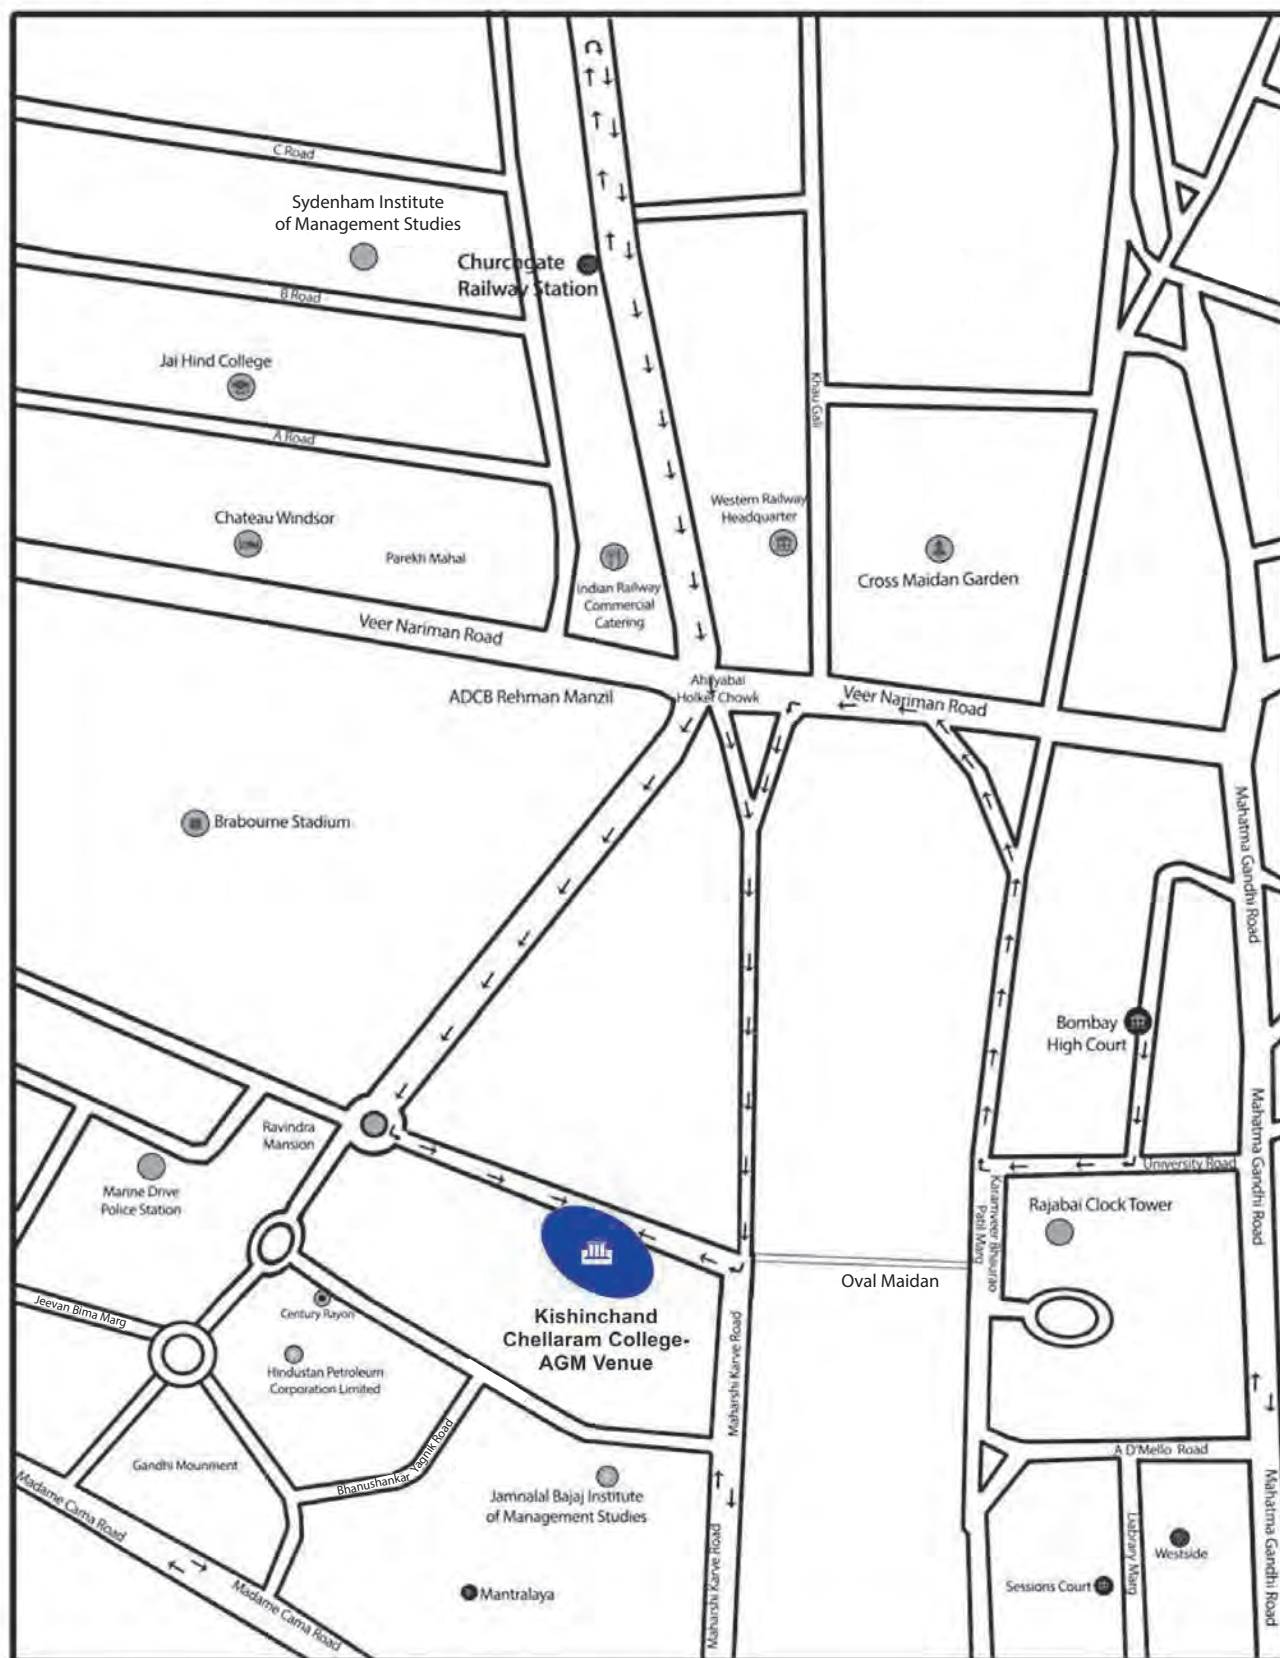 C Road
Sydenham Institute
of Management Studies
Churchgate
Railway Station
B Road
Jai Hind College
A Road
Khau Gali
Western Railway
Headquarter
Chateau Windsor
Parekh Mahal
Indian Railway
Commercial
Catering
Cross Maidan Garden
Veer Nariman Road
Ahilyabai
Holker Chowk
ADCB Rehman Manzil
Veer Nariman Road
Brabourne Stadium
Mahatma Gandhi Road
Bombay
High Court
Ravindra
Mansion
Marine Drive
Police Station
University Road
Mahatma Gandhi Road
Karamveer Bhaurao
Patil Marg
Rajabai Clock Tower
Oval Maidan
Jeevan Bima Marg
Century Rayon
Kishinchand
Chellaram College-
AGM Venue
Maharshi Karve Road
Hindustan Petroleum
Corporation Limited
Gandhi Mounment
Bhanushankar Yagnik Road
A D'Mello Road
Jamnalal Bajaj Institute
of Management Studies
Madame Cama Road
Madame Cama Road
Mantralaya
Maharshi Karve Road
Westside
Sessions Court
Mahatma Gandhi Road